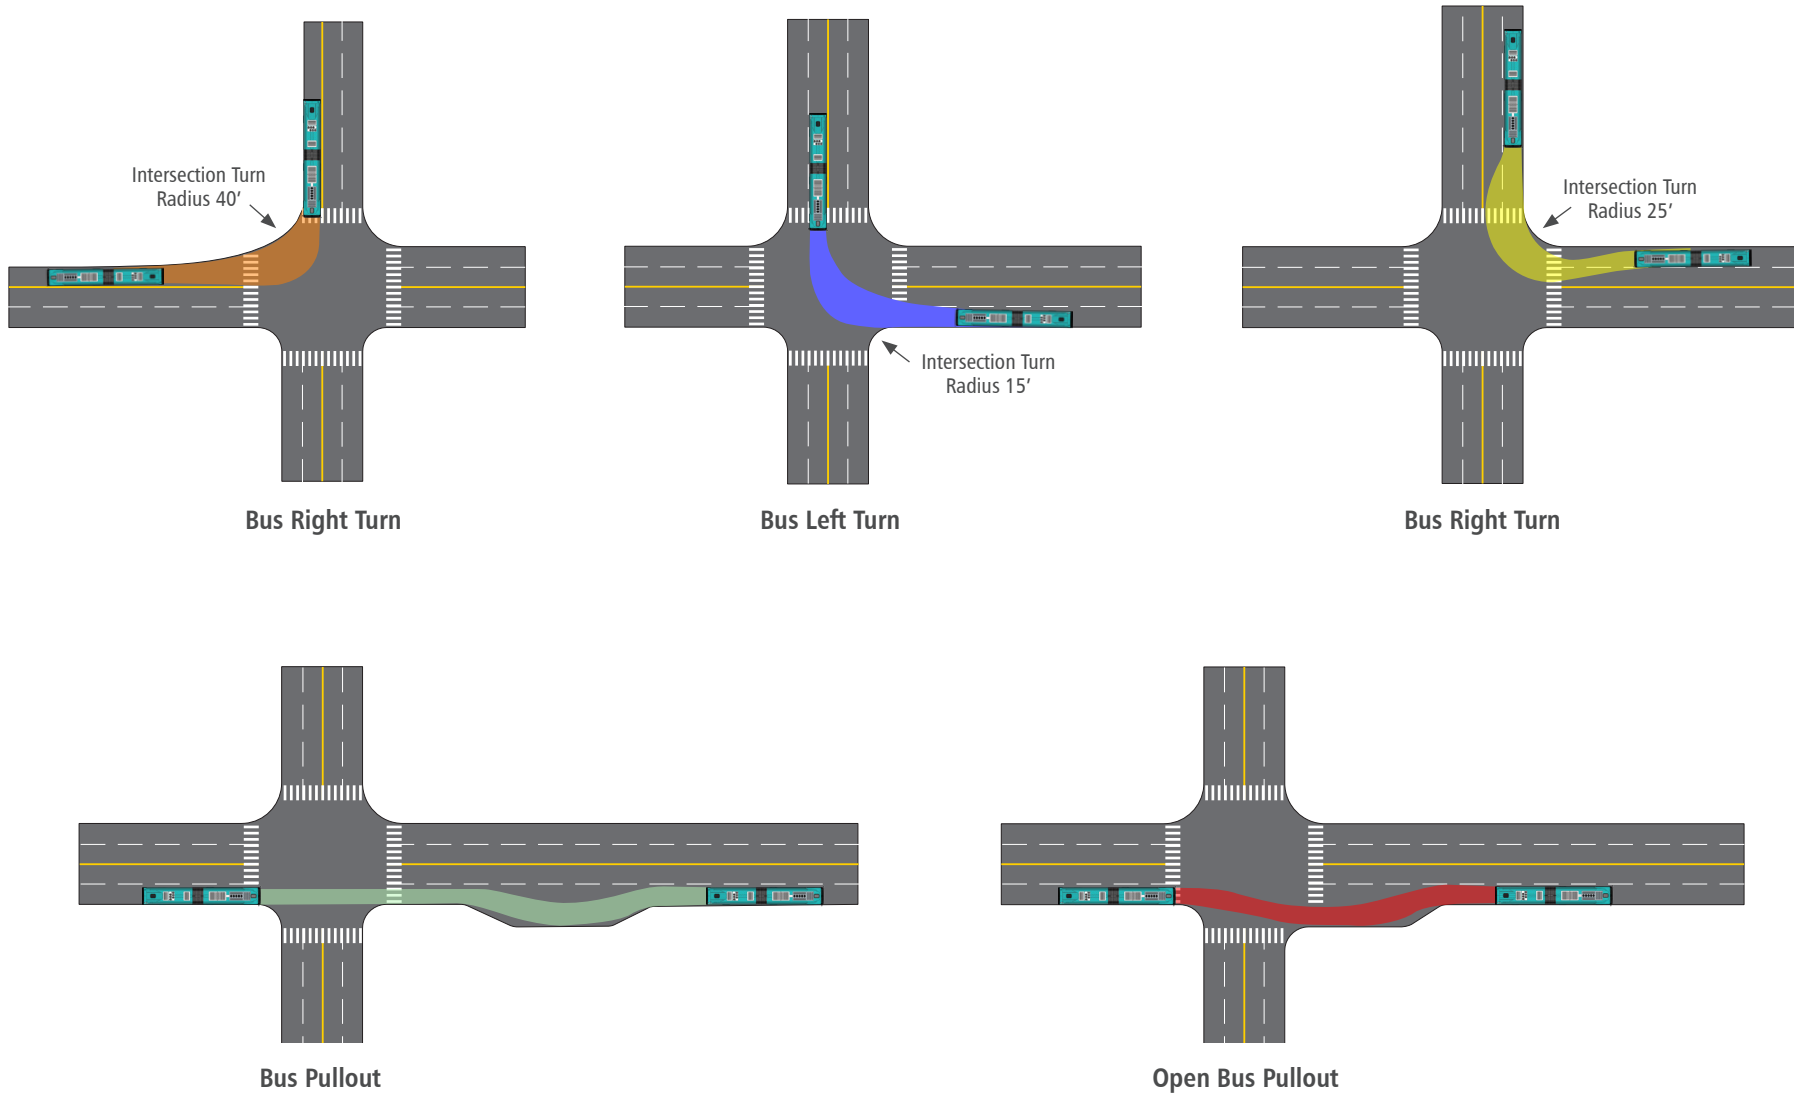 Intersection Turn
Radius 40’
Bus Right Turn
Intersection Turn
Radius 15’
Bus Left Turn
Intersection Turn
Radius 25’
Bus Right Turn
Bus Pullout
Open Bus Pullout